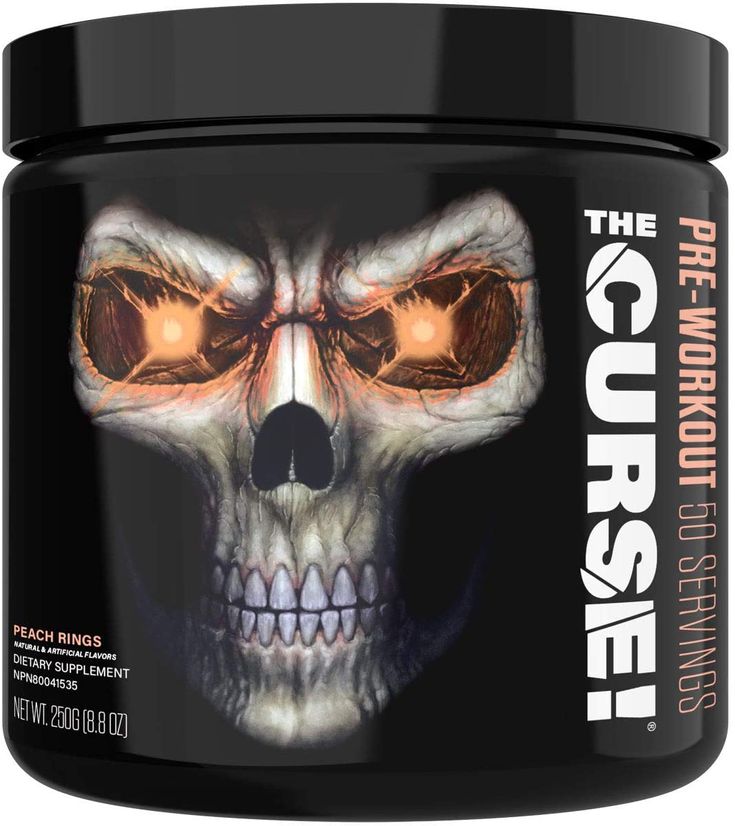 PEACH RINGS
NATURAL & ARTIFICIAL FLAVORS
DIETARY SUPPLEMENT
NPN80041535
NET WT. 250G (8.8 OZ)
THE
CURSE!®
PRE-WORKOUT 50 SERVINGS